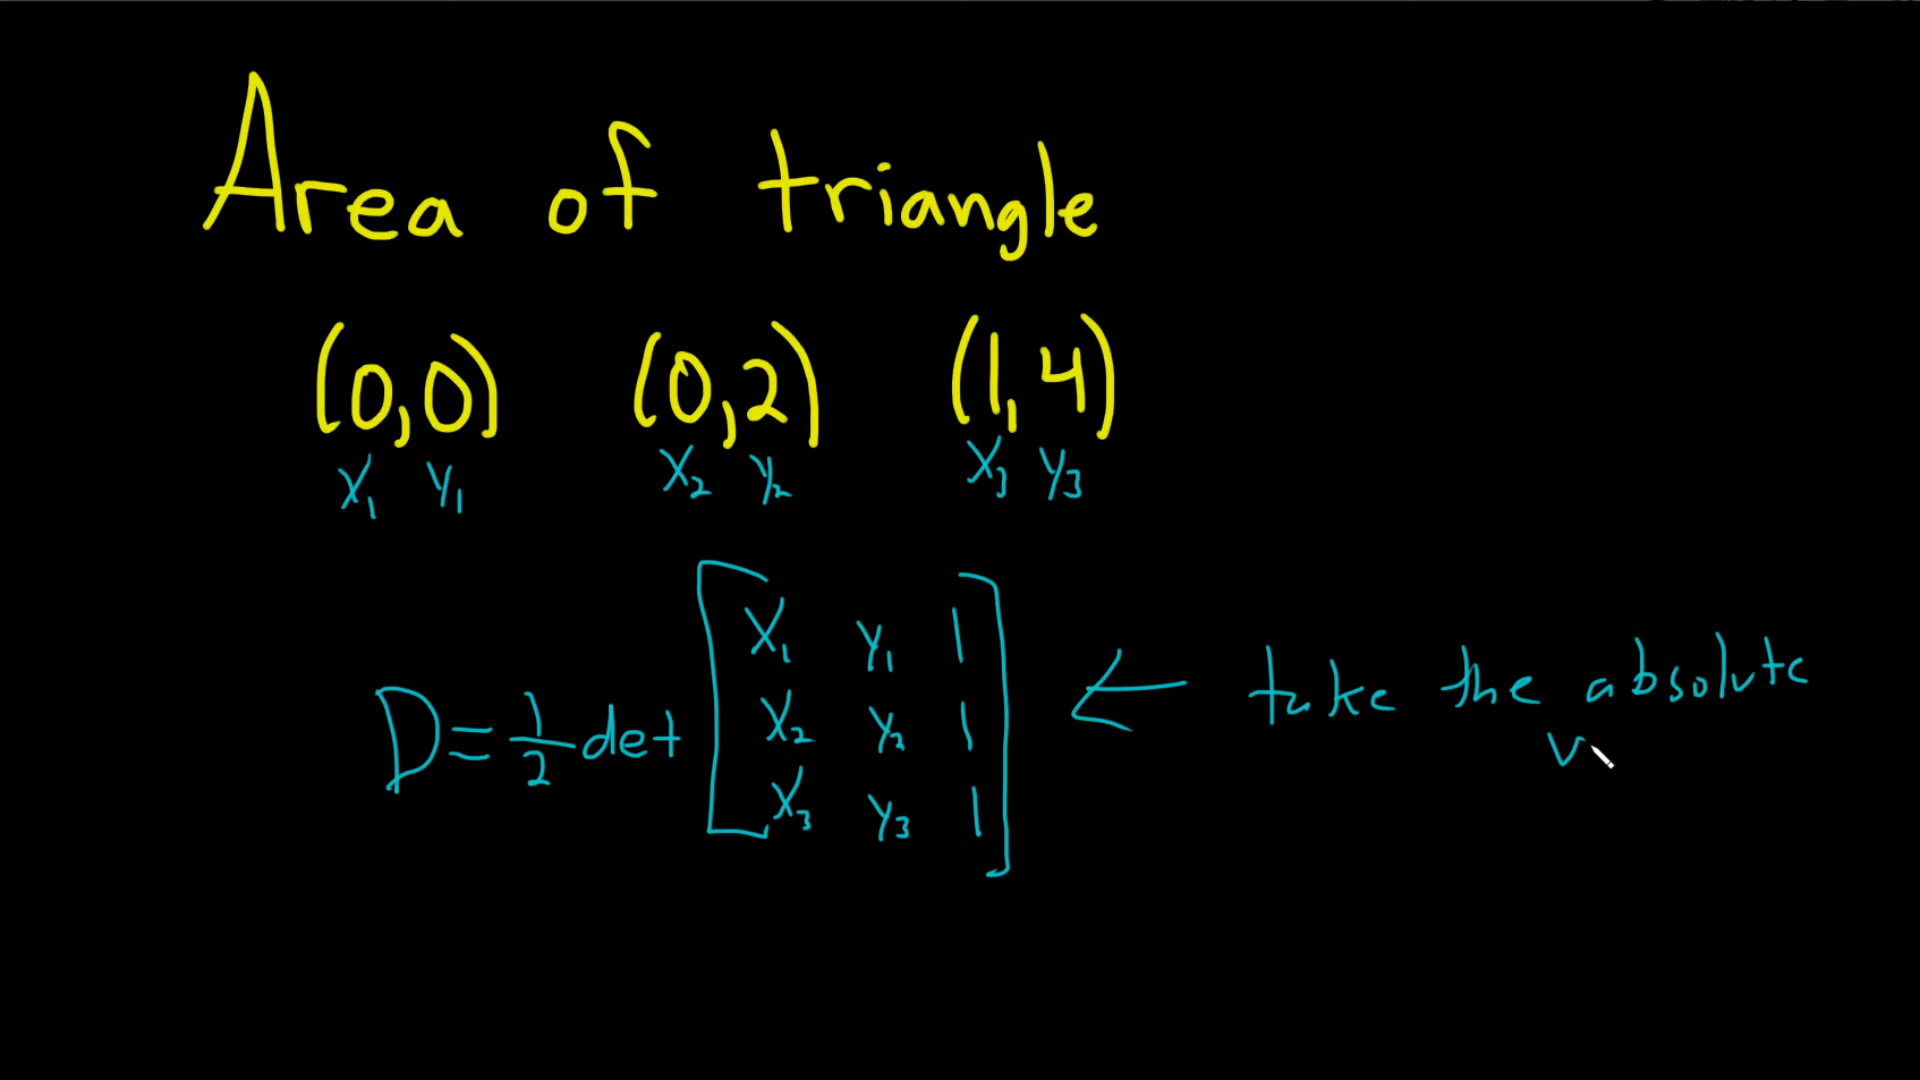 Area of triangle
(0,0) (0,2) (1,4)
X₁ Y₁ X₂ Y₂ X₃ Y₃
X₁ Y₁ 1
D = 1/2 det X₂ Y₂ 1 ← take the absolute
X₃ Y₃ 1
v